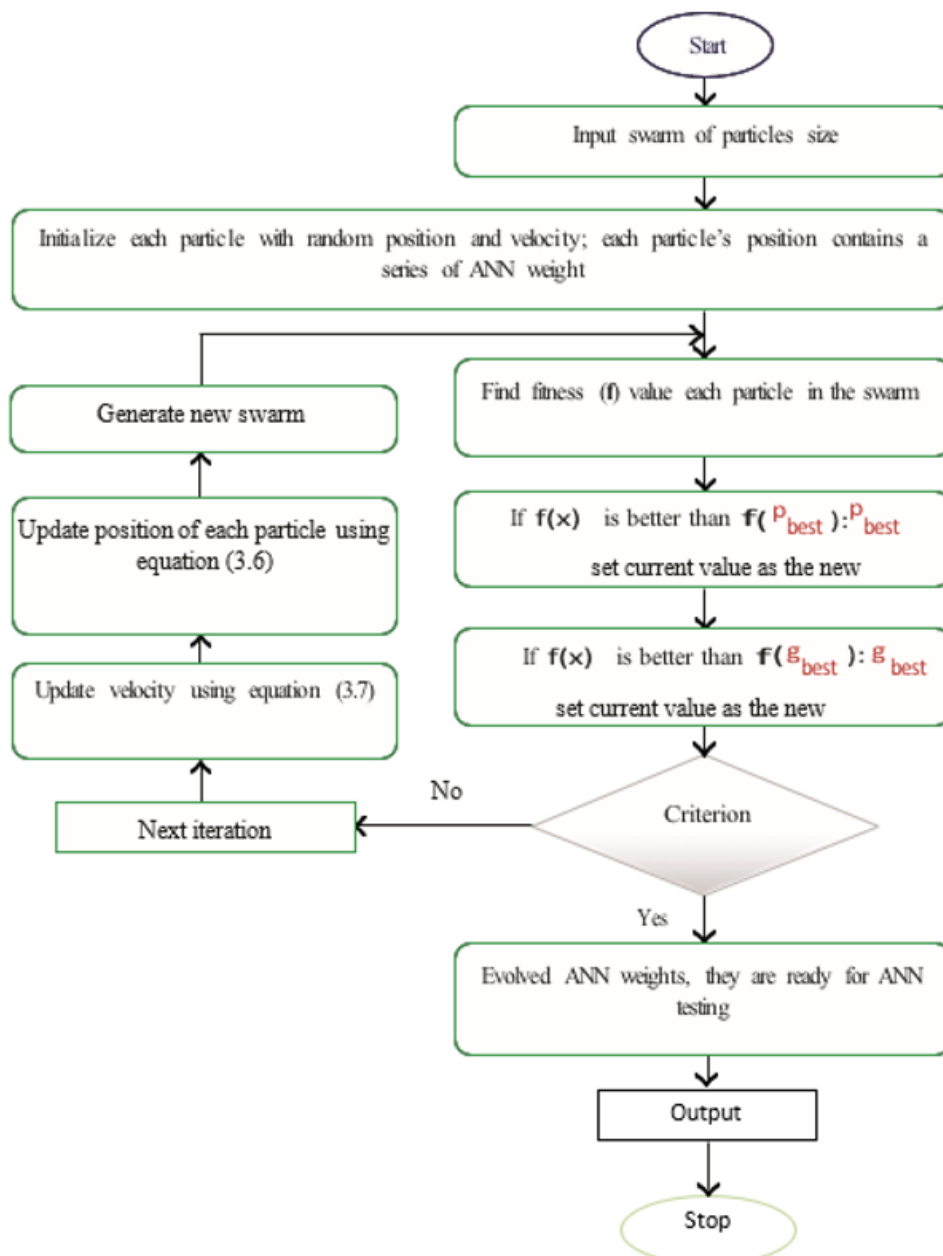 Start
Input swarm of particles size
Initialize each particle with random position and velocity; each particle's position contains a
series of ANN weight
Find fitness (f) value each particle in the swarm
If f(x) is better than f( p best ): p best
set current value as the new
If f(x) is better than f( g best ): g best
set current value as the new
Criterion
No
Next iteration
Update velocity using equation (3.7)
Update position of each particle using
equation (3.6)
Generate new swarm
Yes
Evolved ANN weights, they are ready for ANN
testing
Output
Stop